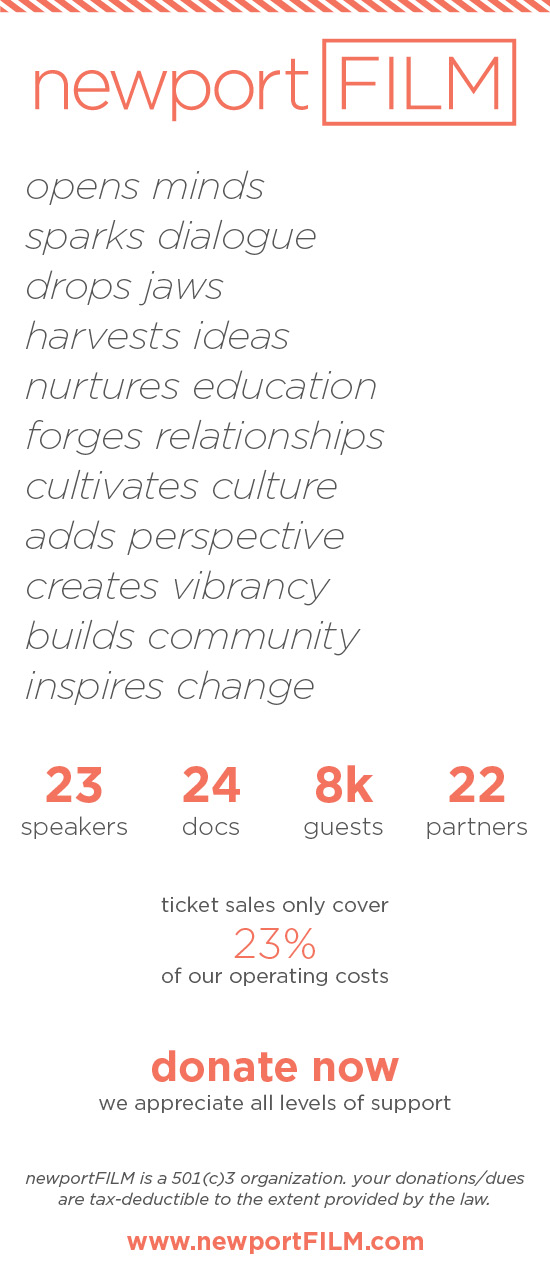 newport FILM
opens minds
sparks dialogue
drops jaws
harvests ideas
nurtures education
forges relationships
cultivates culture
adds perspective
creates vibrancy
builds community
inspires change
23 24 8k 22
speakers docs guests partners
ticket sales only cover
23%
of our operating costs
donate now
we appreciate all levels of support
newportFILM is a 501(c)3 organization. your donations/dues
are tax-deductible to the extent provided by the law.
www.newportFILM.com